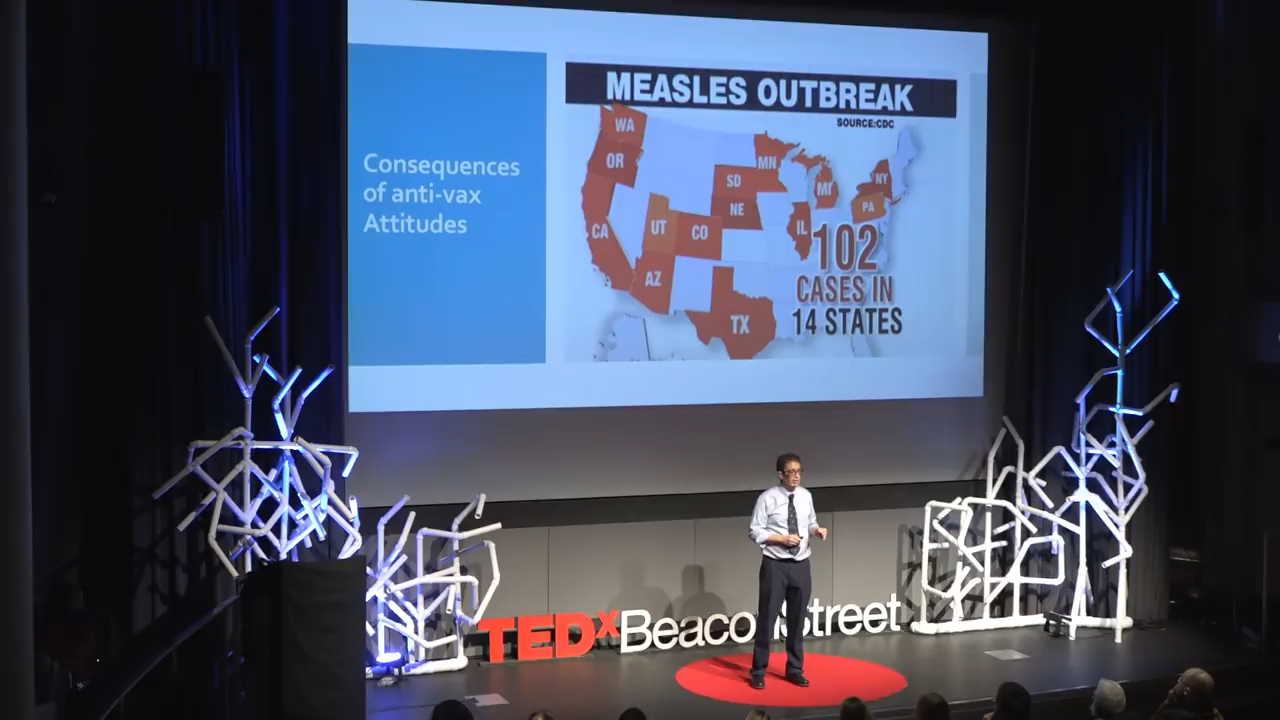 Consequences
of anti-vax
Attitudes
MEASLES OUTBREAK
SOURCE:CDC
WA
OR
CA
UT
AZ
CO
SD
NE
TX
MN
IL
MI
NY
PA
102
CASES IN
14 STATES
TEDxBeaconStreet